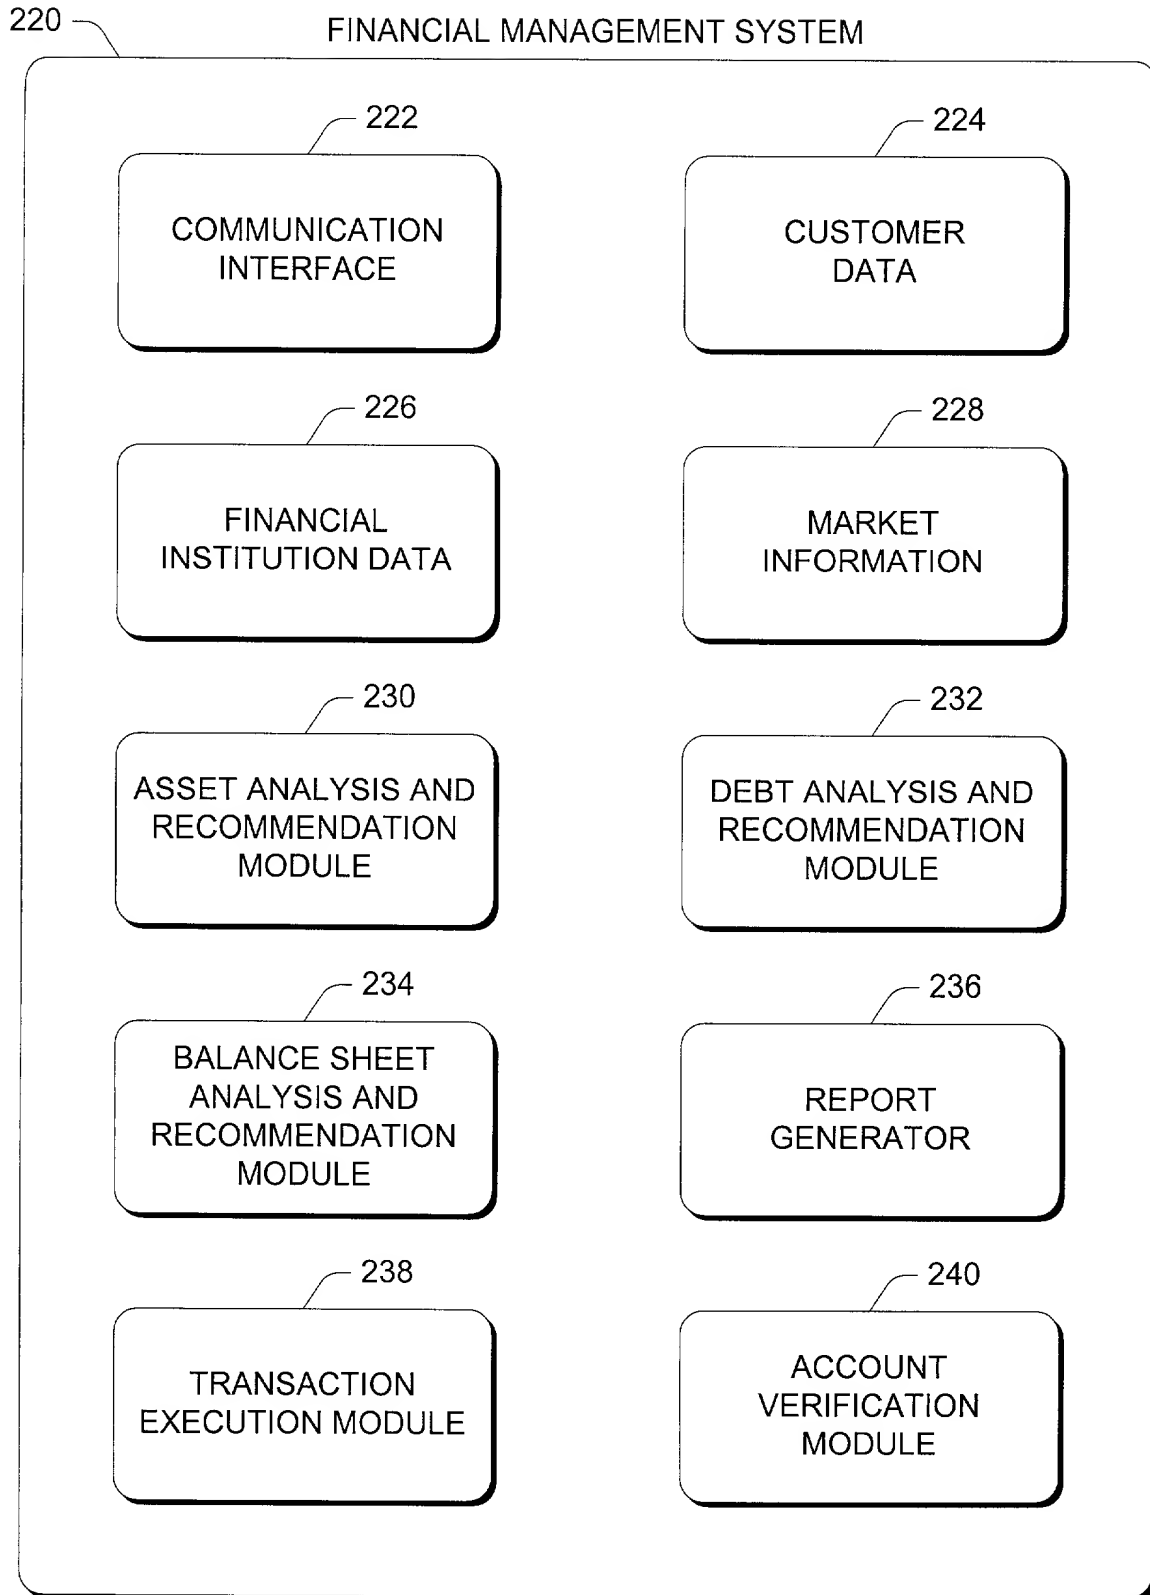 220
FINANCIAL MANAGEMENT SYSTEM
222
COMMUNICATION
INTERFACE
224
CUSTOMER
DATA
226
FINANCIAL
INSTITUTION DATA
228
MARKET
INFORMATION
230
ASSET ANALYSIS AND
RECOMMENDATION
MODULE
232
DEBT ANALYSIS AND
RECOMMENDATION
MODULE
234
BALANCE SHEET
ANALYSIS AND
RECOMMENDATION
MODULE
236
REPORT
GENERATOR
238
TRANSACTION
EXECUTION MODULE
240
ACCOUNT
VERIFICATION
MODULE